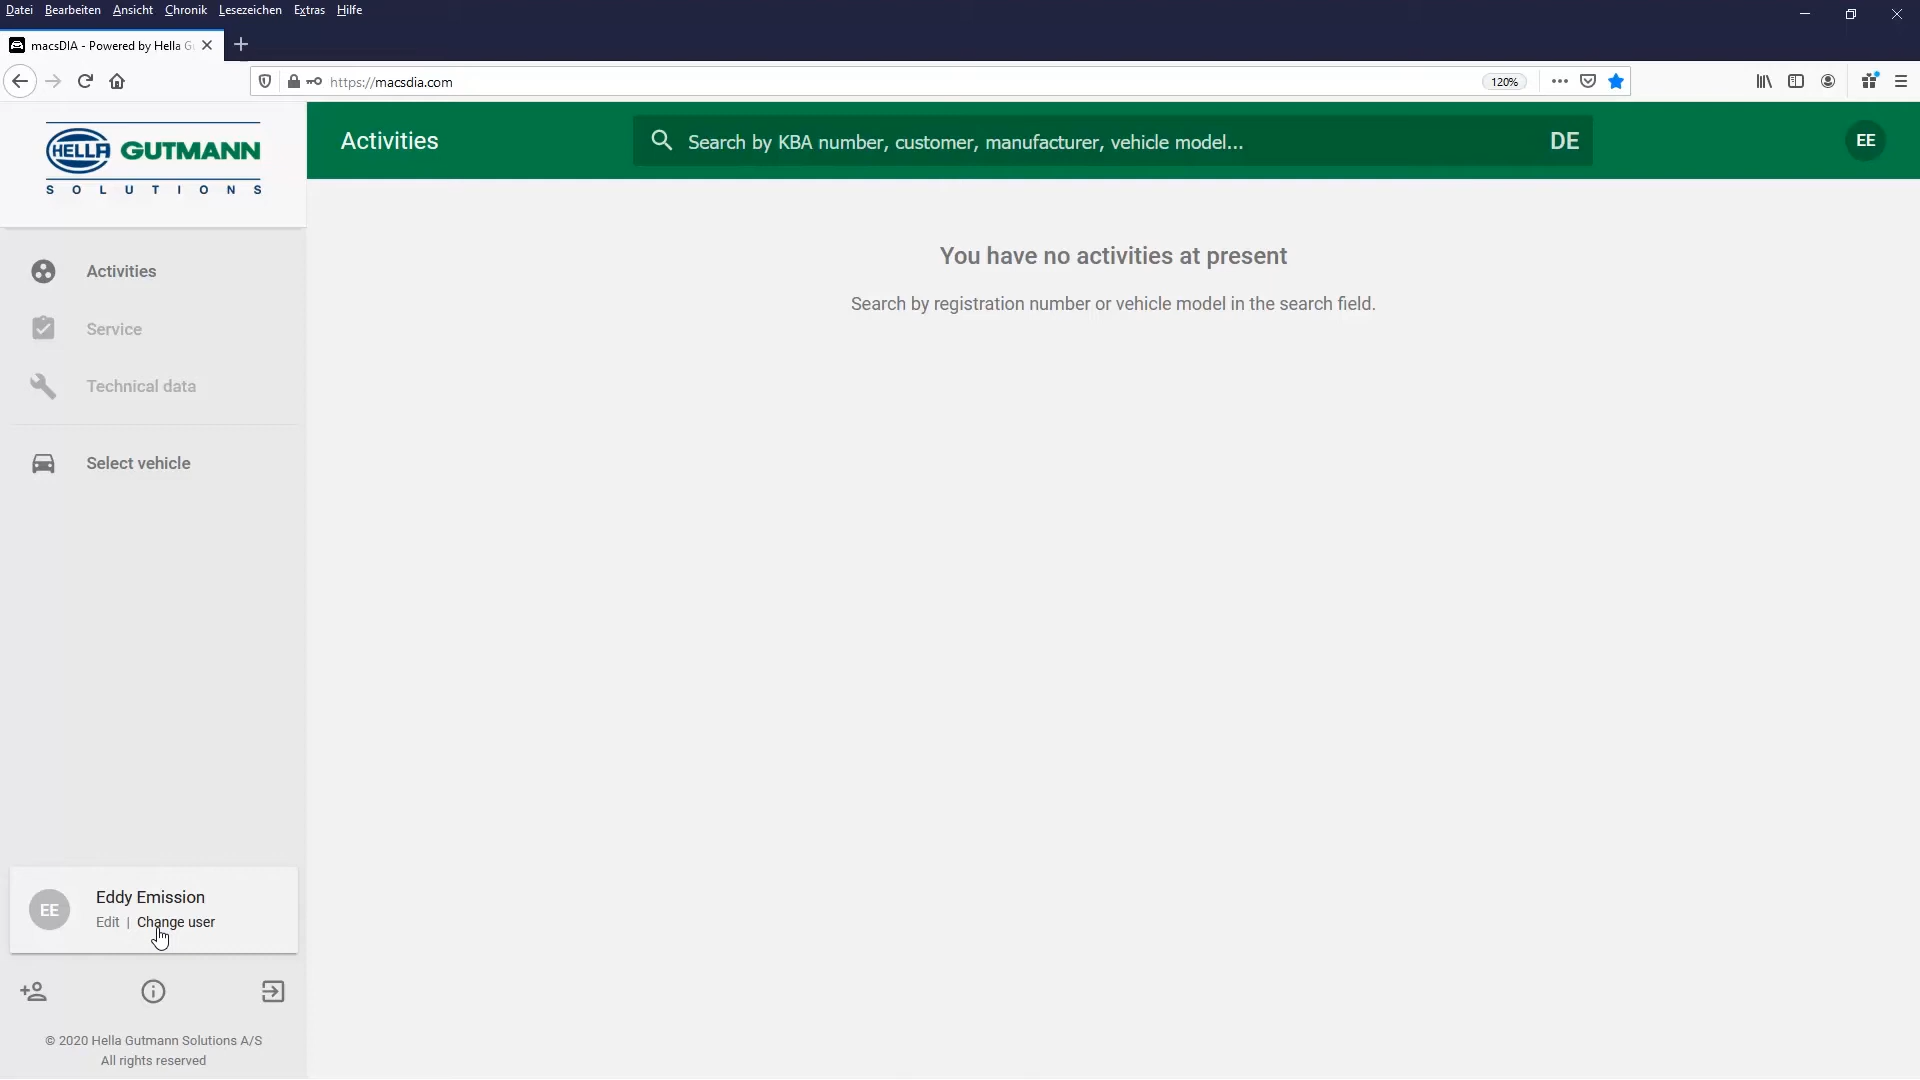 Datei Bearbeiten Ansicht Chronik Lesezeichen Extras Hilfe
macsDIA - Powered by Hella G
https://macsdia.com
120%
HELLA GUTMANN
SOLUTIONS
Activities
Search by KBA number, customer, manufacturer, vehicle model...
DE
EE
Activities
Service
Technical data
Select vehicle
You have no activities at present
Search by registration number or vehicle model in the search field.
EE
Eddy Emission
Edit | Change user
© 2020 Hella Gutmann Solutions A/S
All rights reserved